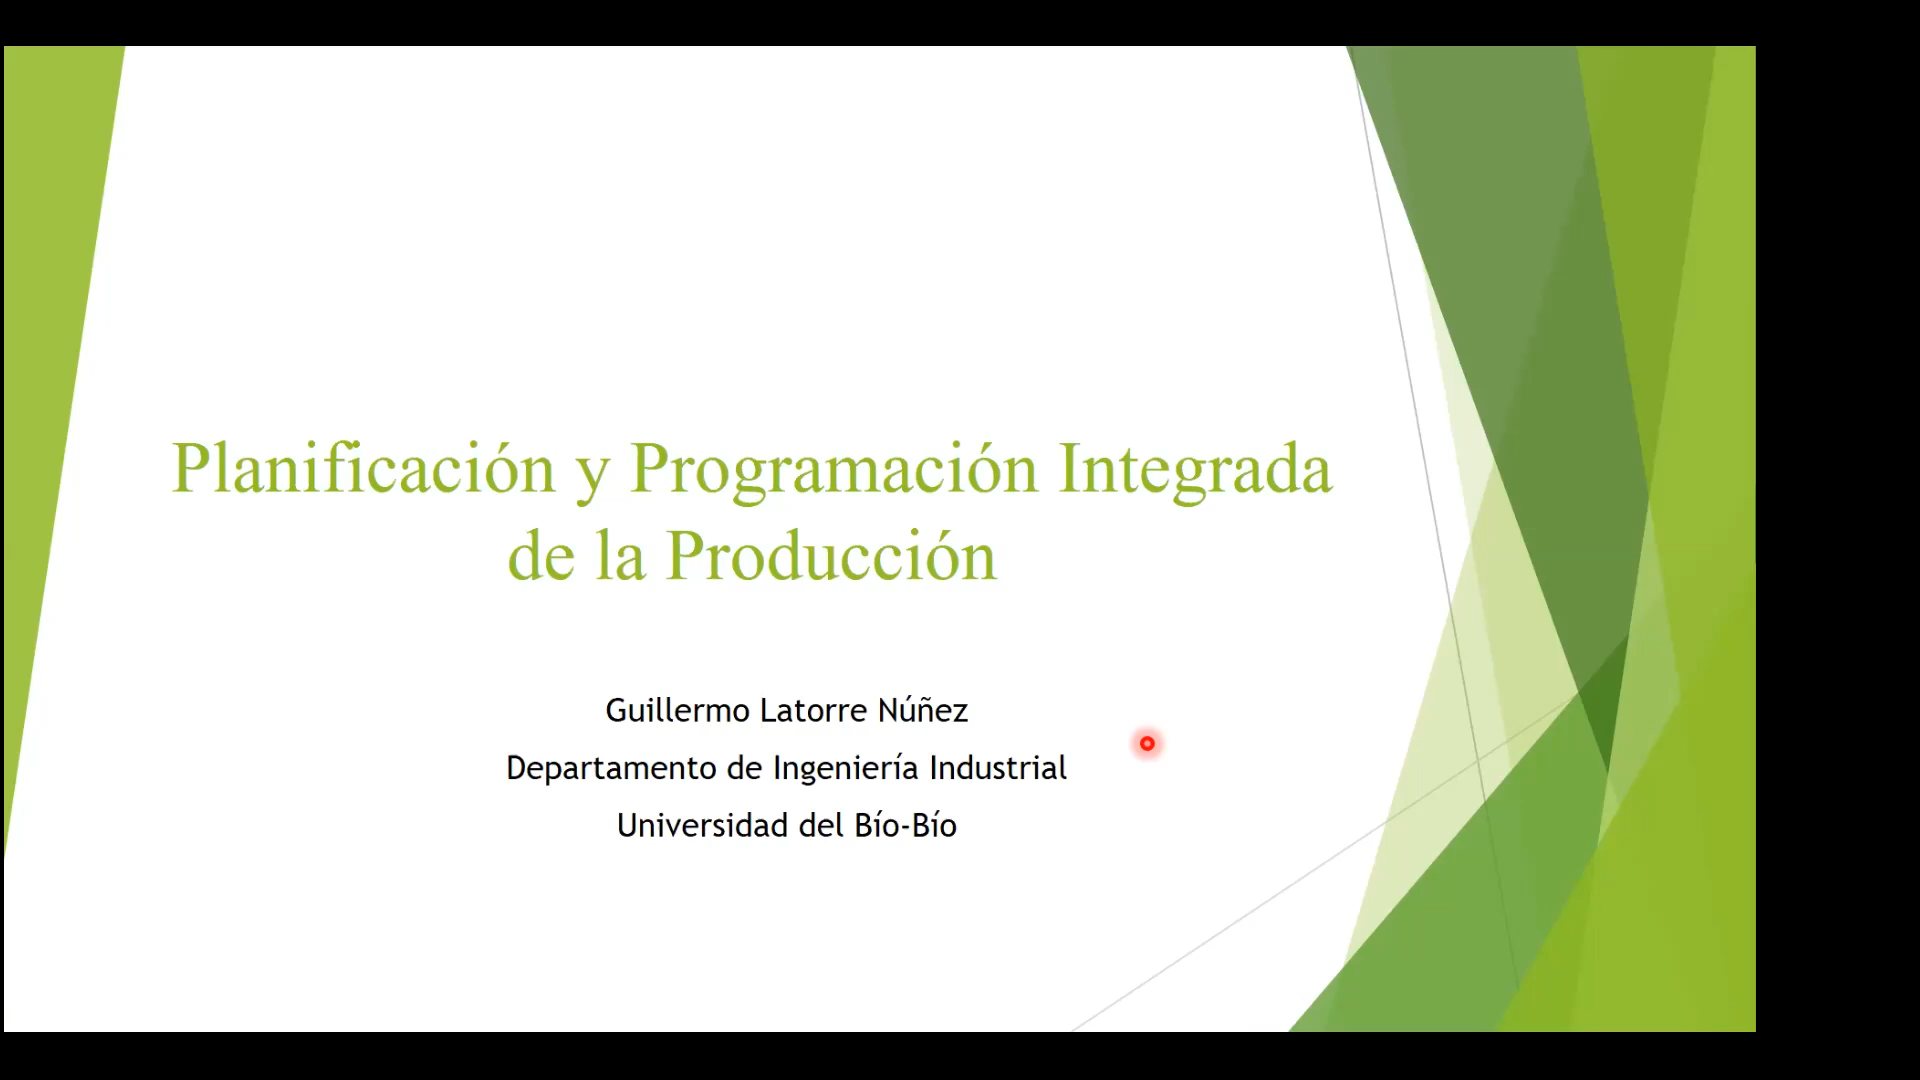 Planificación y Programación Integrada
de la Producción
Guillermo Latorre Núñez
Departamento de Ingeniería Industrial
Universidad del Bío-Bío